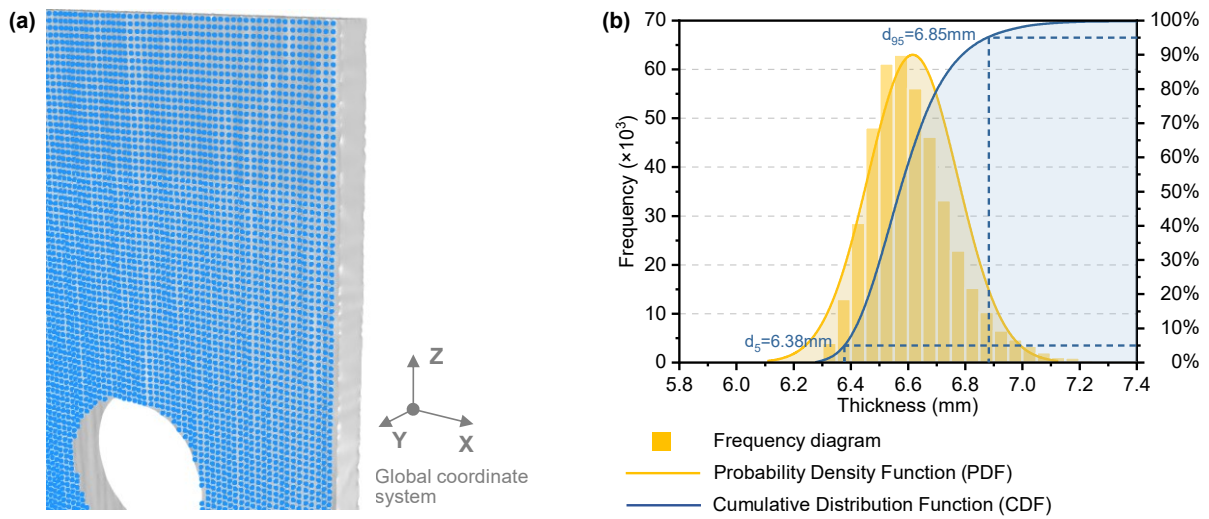 (a)
Z
Y
X
Global coordinate
system
(b)
70
60
50
40
30
20
10
0
Frequency (×10³)
100%
90%
80%
70%
60%
50%
40%
30%
20%
10%
0%
d₉₅=6.85mm
d₅=6.38mm
5.8 6.0 6.2 6.4 6.6 6.8 7.0 7.2 7.4
Thickness (mm)
Frequency diagram
Probability Density Function (PDF)
Cumulative Distribution Function (CDF)